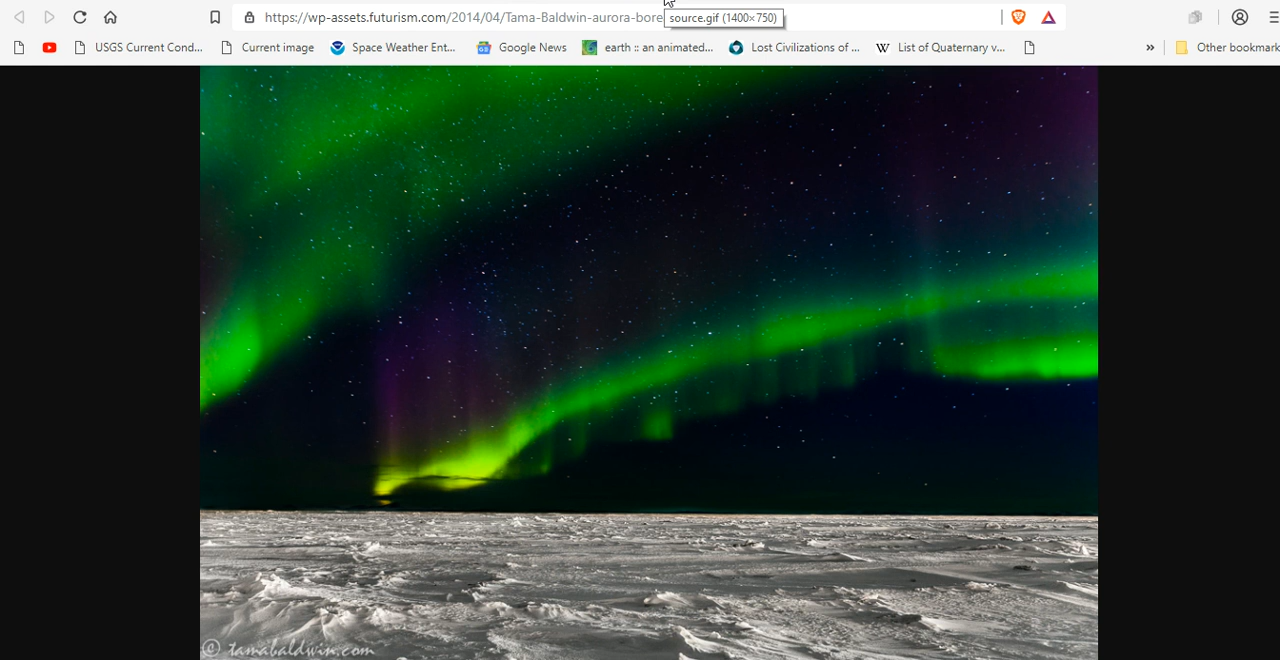 https://wp-assets.futurism.com/2014/04/Tama-Baldwin-aurora-bore
source.gif (1400×750)
USGS Current Cond...
Current image
Space Weather Ent...
Google News
earth :: an animated...
Lost Civilizations of ...
W
List of Quaternary v...
»
Other bookmark
© tamabaldwin.com